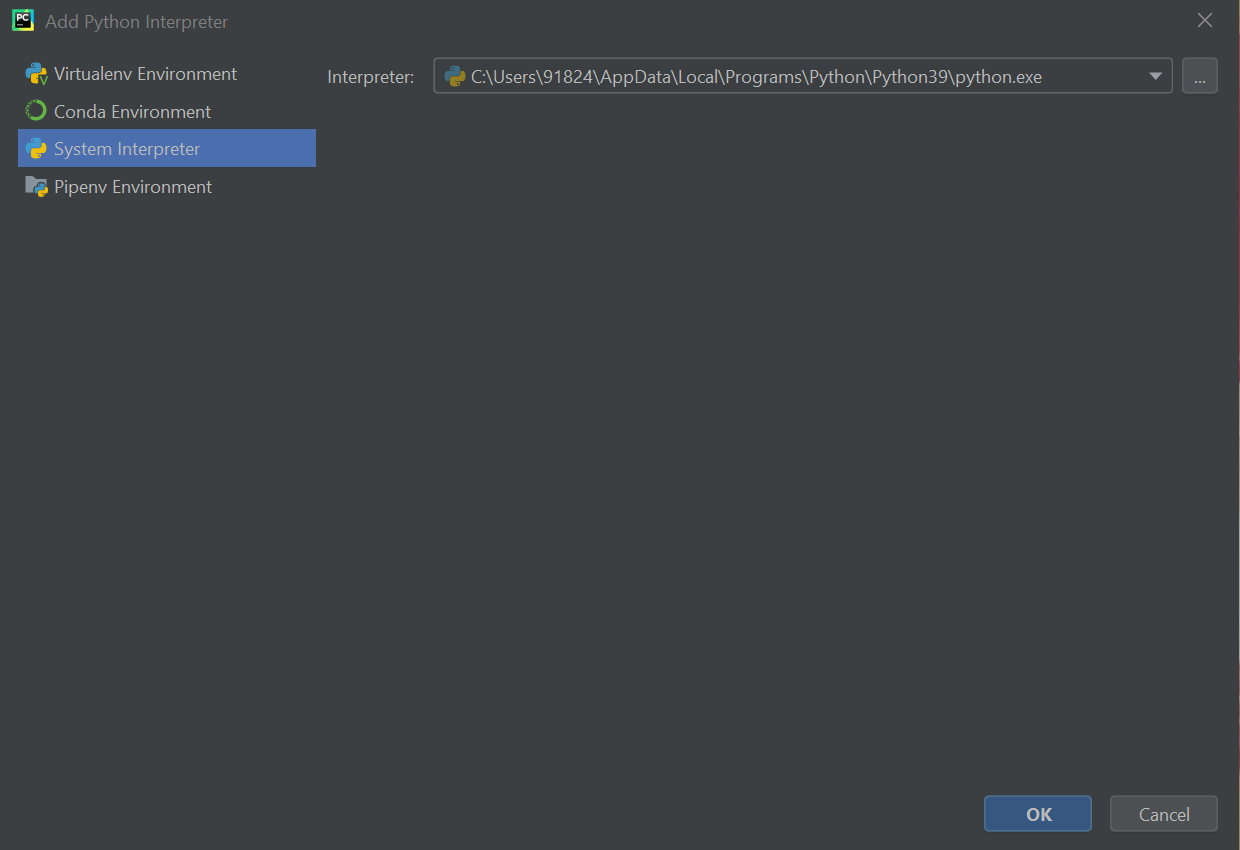 PC
Add Python Interpreter
Virtualenv Environment
Conda Environment
System Interpreter
Pipenv Environment
Interpreter:
C:\Users\91824\AppData\Local\Programs\Python\Python39\python.exe
...
OK
Cancel